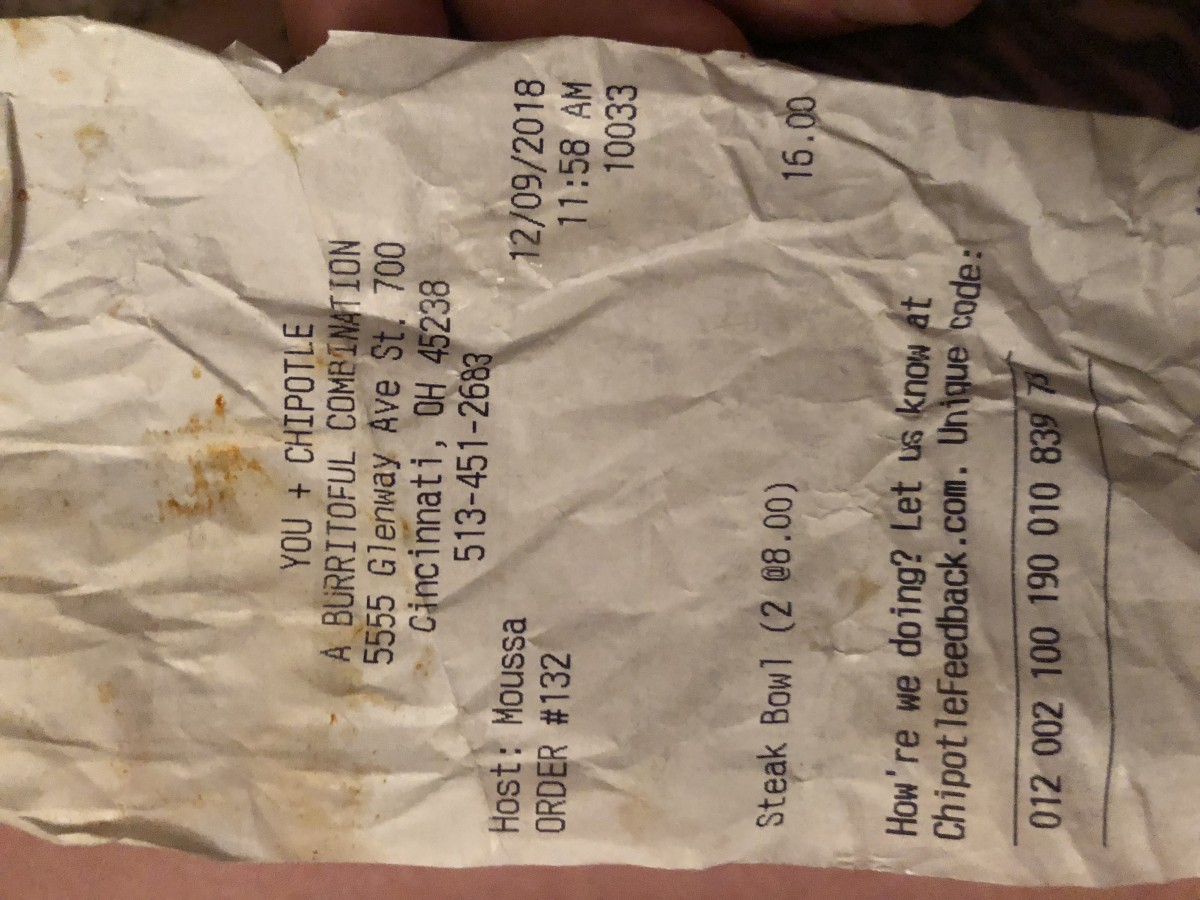 YOU + CHIPOTLE
A BURRITOFUL COMBINATION
5555 Glenway Ave St. 700
Cincinnati, OH 45238
513-451-2683
Host: Moussa 12/09/2018
ORDER #132 11:58 AM
10033
Steak Bowl (2 @8.00) 16.00
How're we doing? Let us know at
ChipotleFeedback.com. Unique code:
012 002 100 190 010 839 73